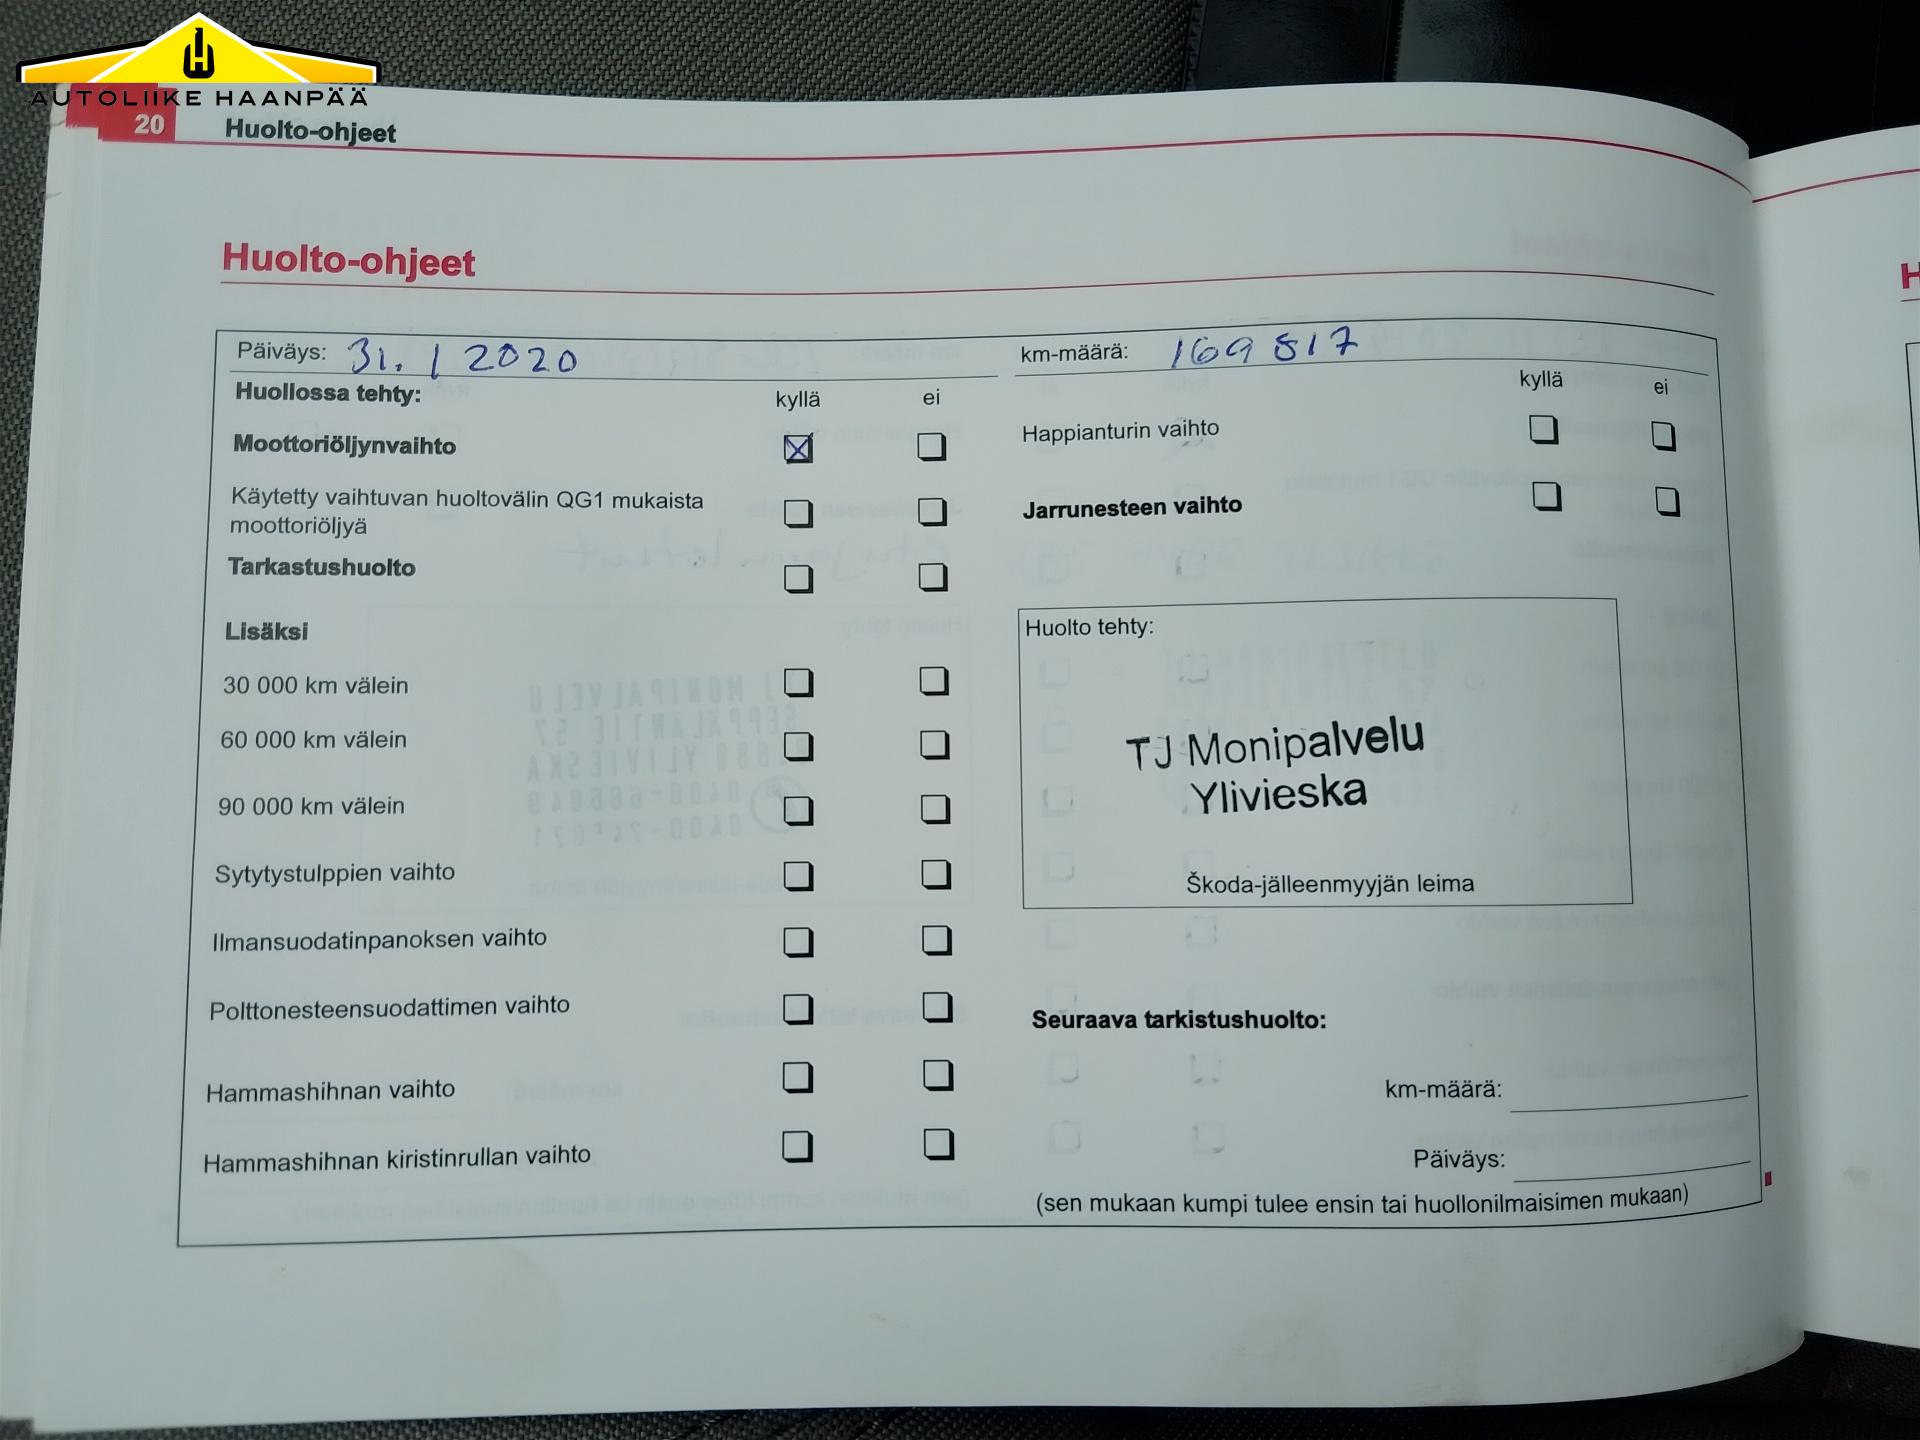 AUTOLIIKE HAANPÄÄ
20 Huolto-ohjeet
Huolto-ohjeet
Päiväys: 31. 1 2020
km-määrä: 169 817
Huollossa tehty: kyllä ei
Moottoriöljynvaihto
Käytetty vaihtuvan huoltovälin QG1 mukaista
moottoriöljyä
Tarkastushuolto
Lisäksi
30 000 km välein
60 000 km välein
90 000 km välein
Sytytystulppien vaihto
Ilmansuodatinpanoksen vaihto
Polttonesteensuodattimen vaihto
Hammashihnan vaihto
Hammashihnan kiristinrullan vaihto
kyllä ei
Happianturin vaihto
Jarrunesteen vaihto
Huolto tehty:
TJ Monipalvelu
Ylivieska
Škoda-jälleenmyyjän leima
Seuraava tarkistushuolto:
km-määrä:
Päiväys:
(sen mukaan kumpi tulee ensin tai huollonilmaisimen mukaan)
H